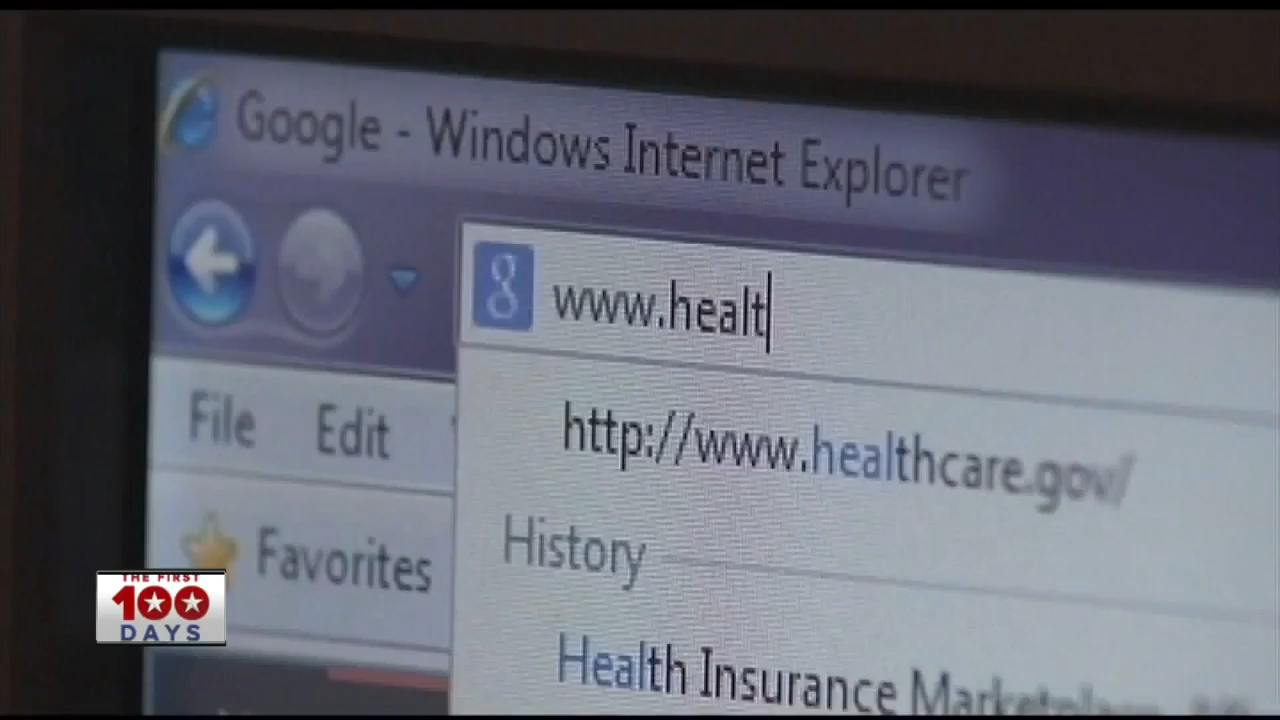 Google - Windows Internet Explorer
www.healt
File Edit
http://www.healthcare.gov/
History
Favorites
Health Insurance Marketplace
THE FIRST
100
DAYS